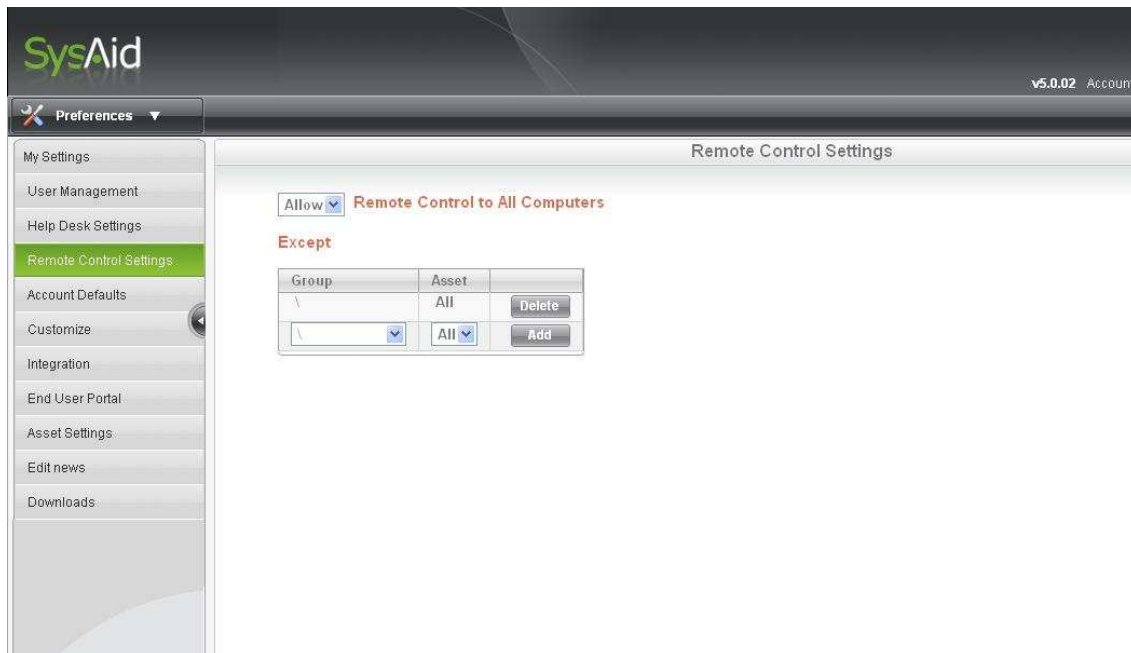 SysAid
v5.0.02 Accoun
Preferences
My Settings
User Management
Help Desk Settings
Remote Control Settings
Account Defaults
Customize
Integration
End User Portal
Asset Settings
Edit news
Downloads
Remote Control Settings
Allow Remote Control to All Computers
Except
Group Asset
\ All Delete
\ All Add